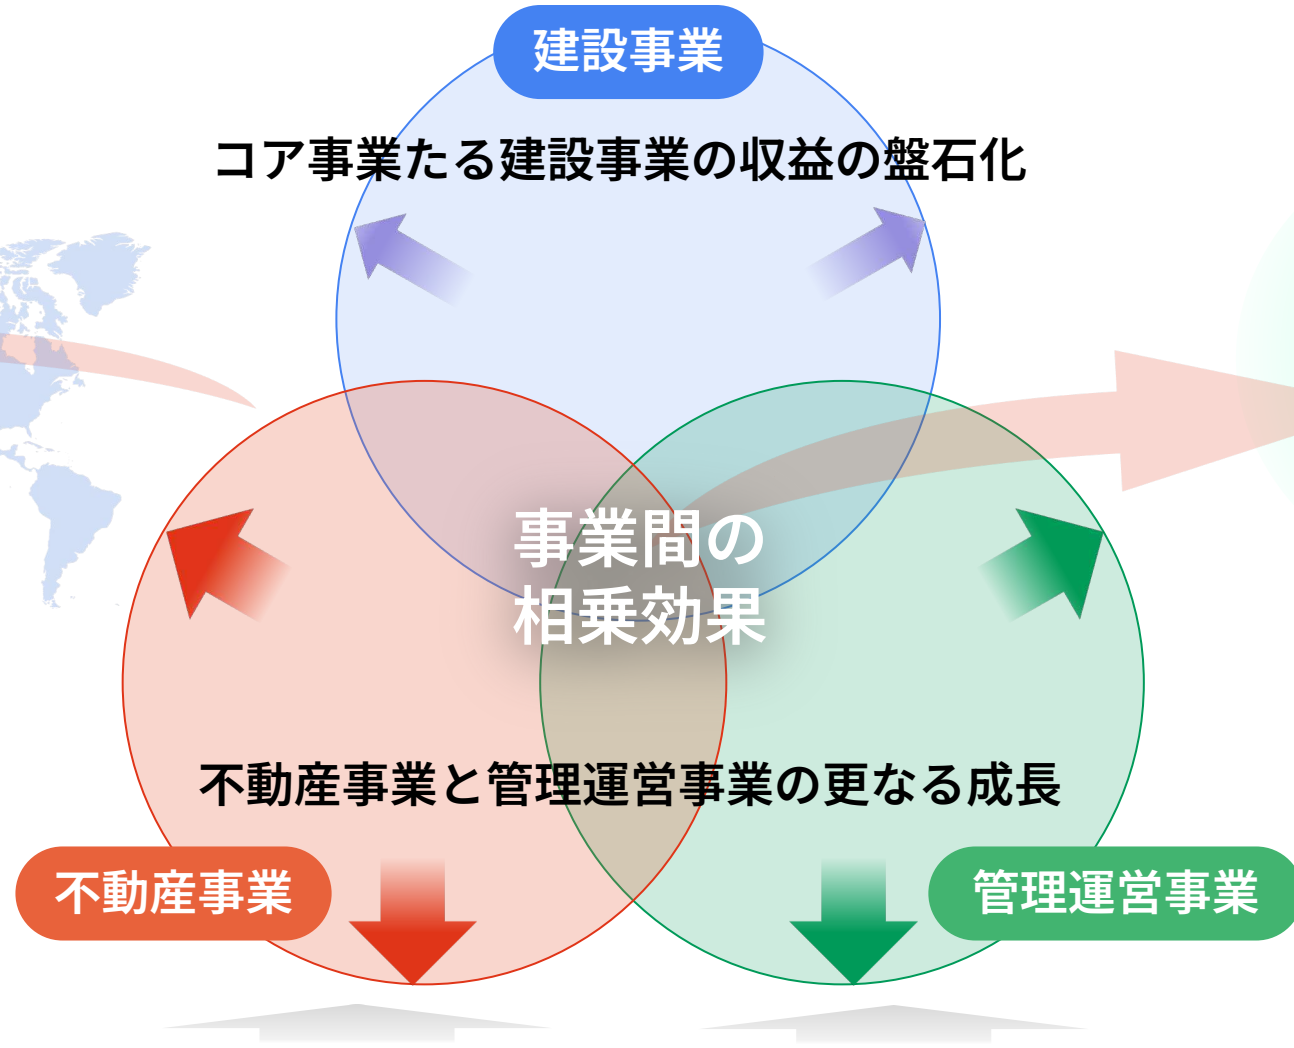 建設事業
コア事業たる建設事業の収益の盤石化
事業間の
相乗効果
不動産事業と管理運営事業の更なる成長
不動産事業
管理運営事業